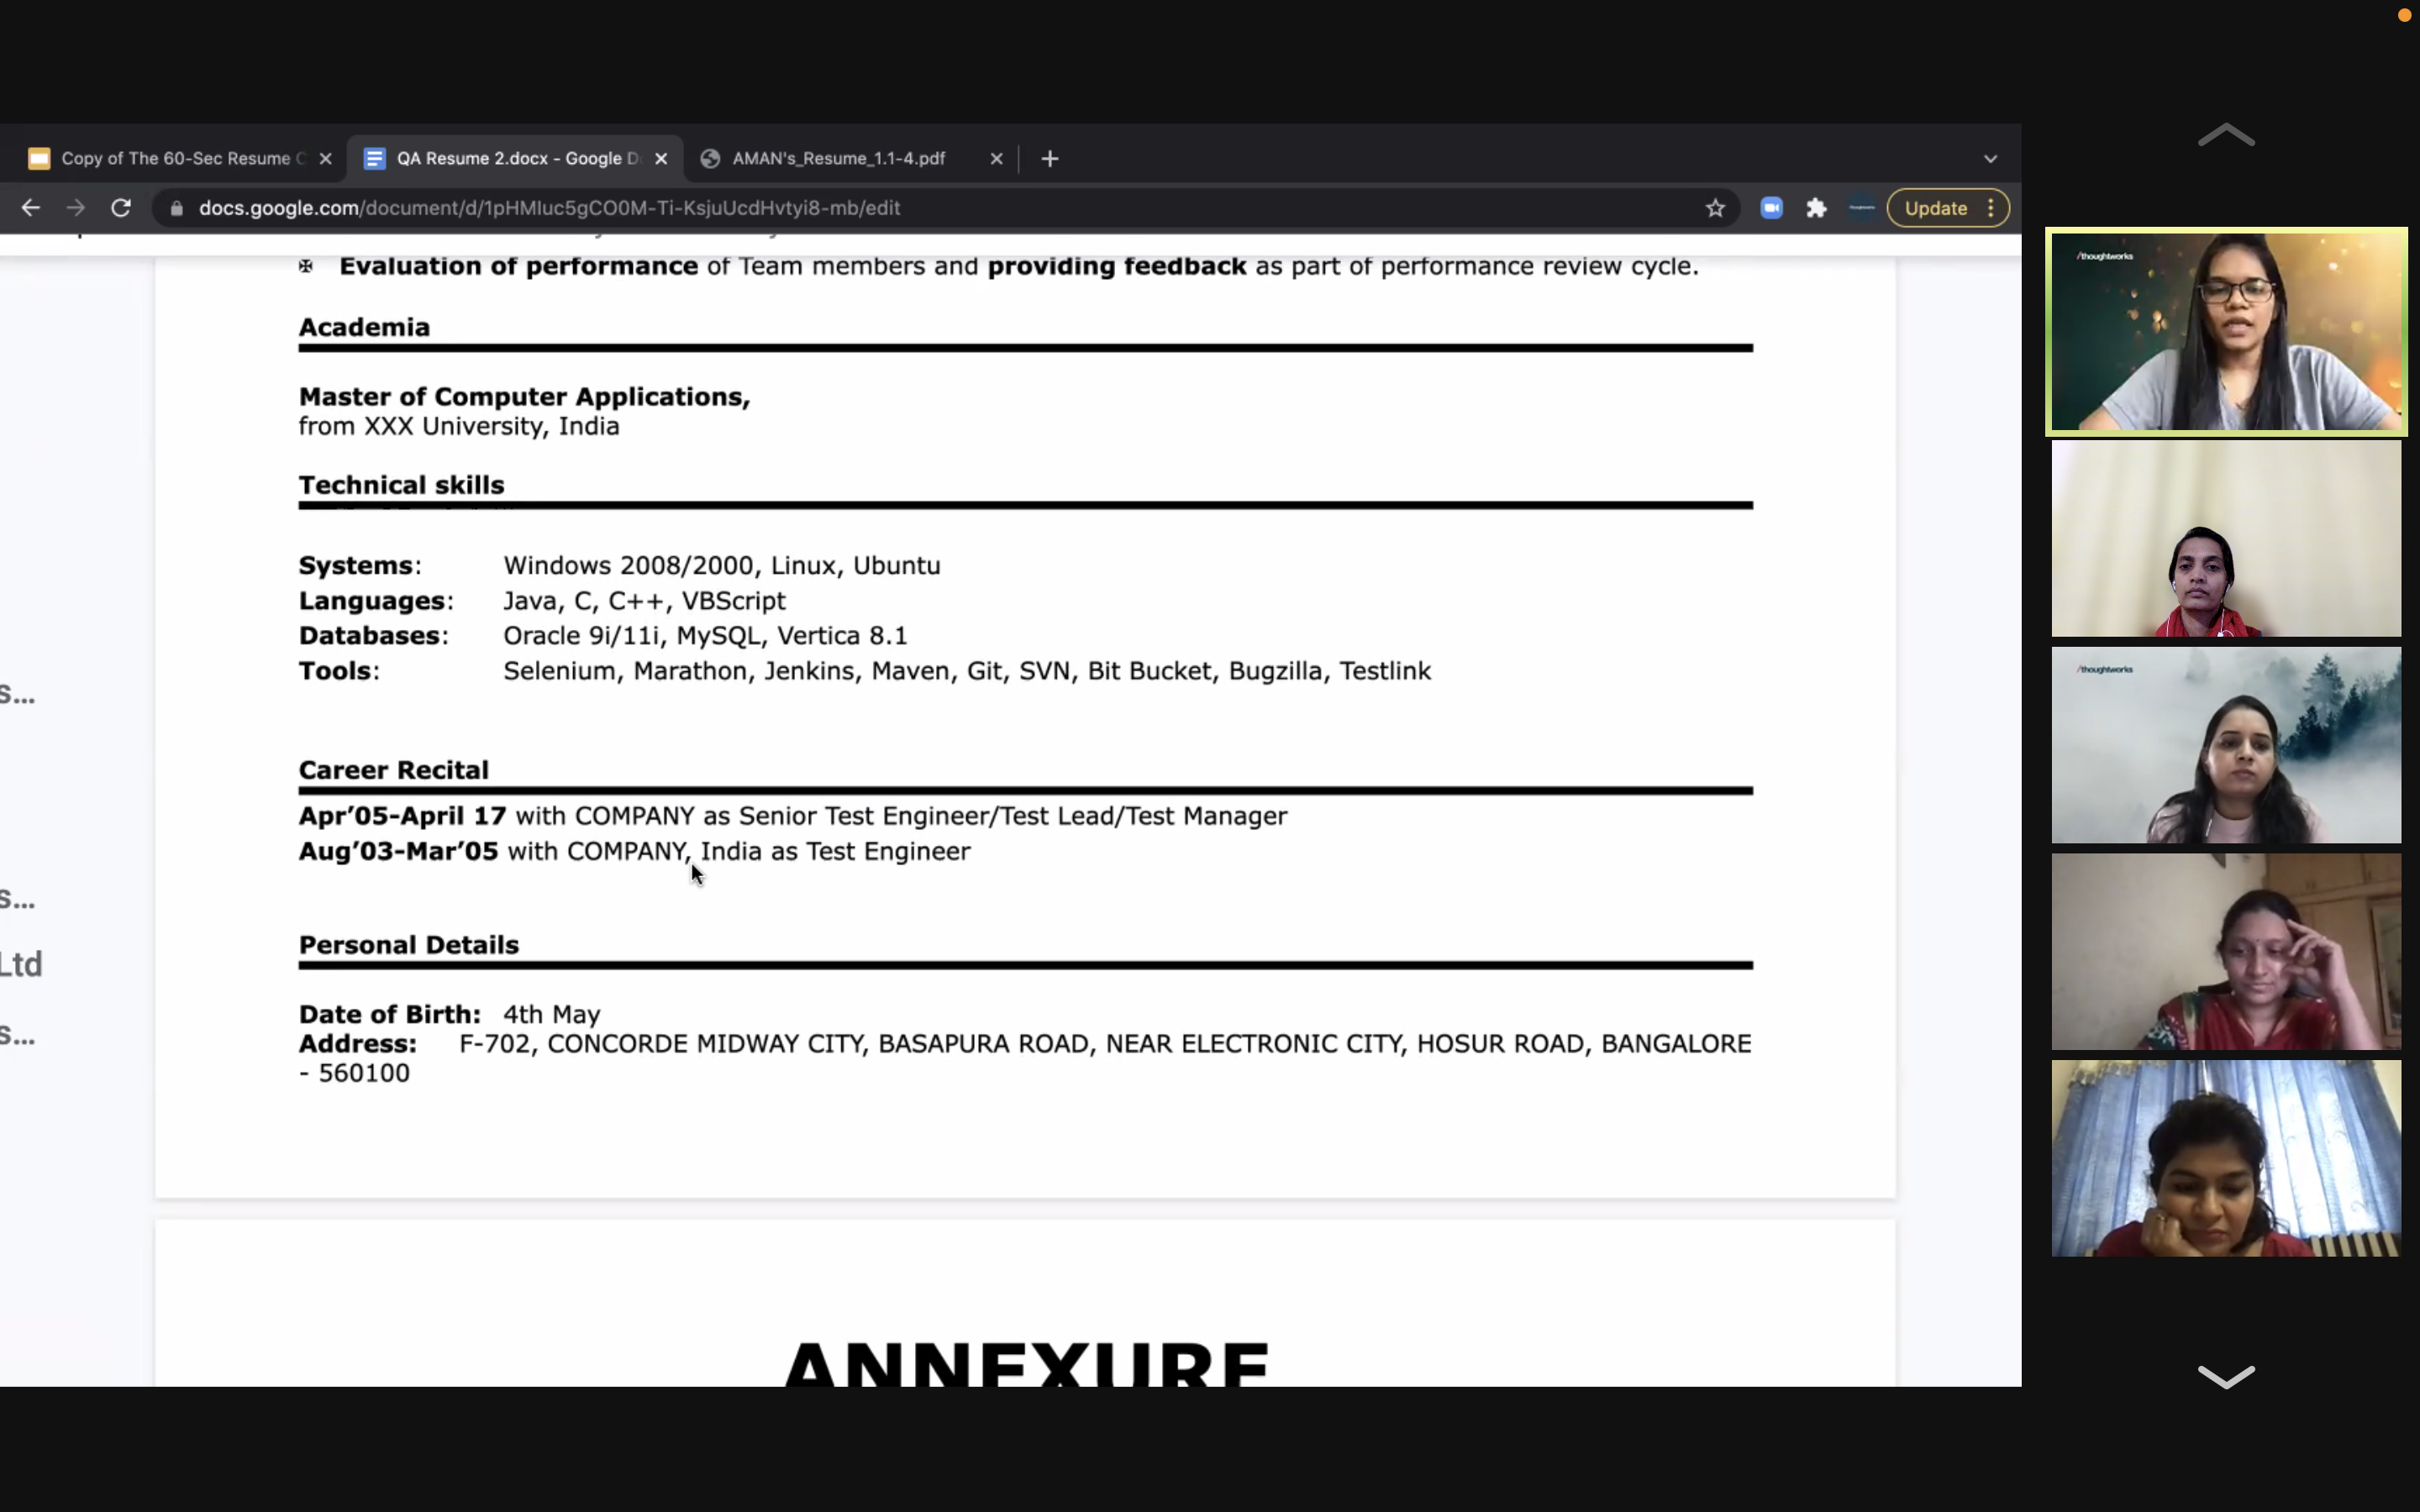 Copy of The 60-Sec Resume C
QA Resume 2.docx - Google D
AMAN's_Resume_1.1-4.pdf
docs.google.com/document/d/1pHMIuc5gCO0M-Ti-KsjuUcdHvtyi8-mb/edit
Update
Evaluation of performance of Team members and providing feedback as part of performance review cycle.
Academia
Master of Computer Applications,
from XXX University, India
Technical skills
Systems: Windows 2008/2000, Linux, Ubuntu
Languages: Java, C, C++, VBScript
Databases: Oracle 9i/11i, MySQL, Vertica 8.1
Tools: Selenium, Marathon, Jenkins, Maven, Git, SVN, Bit Bucket, Bugzilla, Testlink
s...
Career Recital
Apr’05-April 17 with COMPANY as Senior Test Engineer/Test Lead/Test Manager
Aug’03-Mar’05 with COMPANY, India as Test Engineer
s...
Personal Details
Ltd
Date of Birth: 4th May
s...
Address: F-702, CONCORDE MIDWAY CITY, BASAPURA ROAD, NEAR ELECTRONIC CITY, HOSUR ROAD, BANGALORE
- 560100
ANNEXURE
/thoughtworks
/thoughtworks